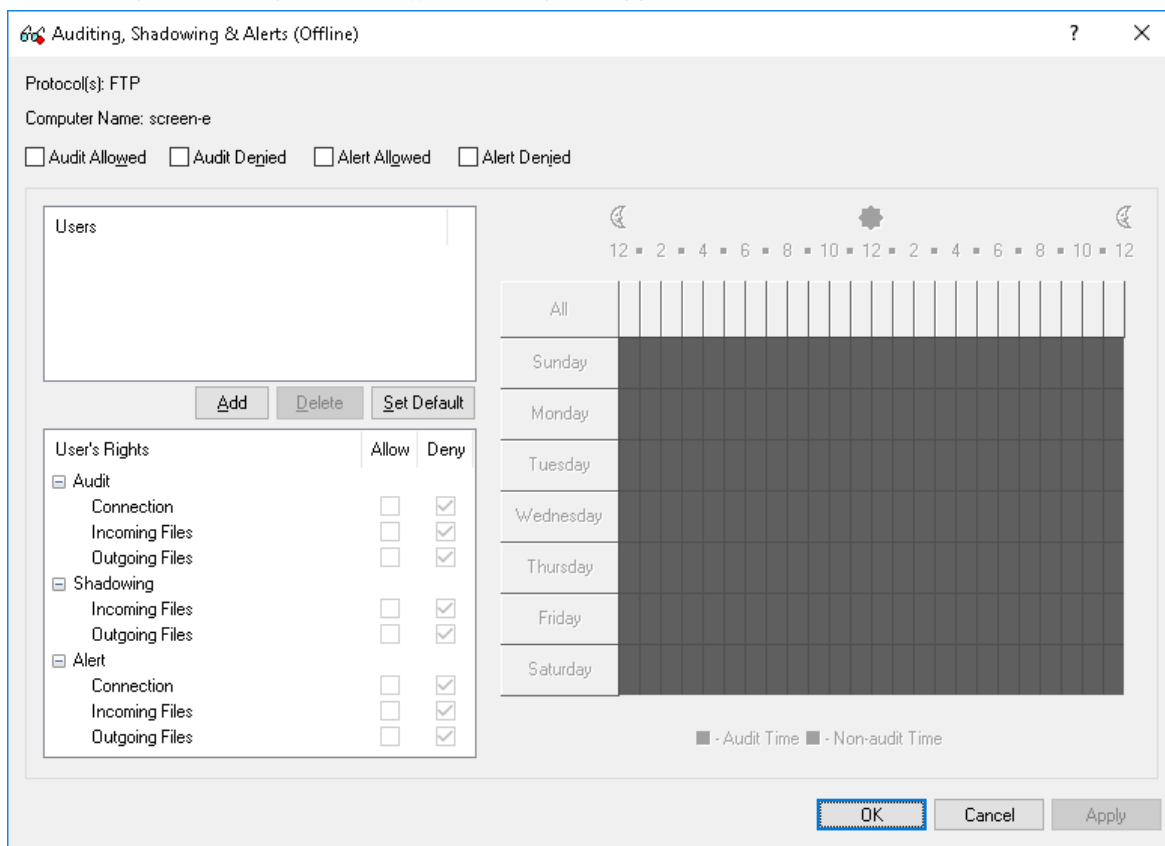 Auditing, Shadowing & Alerts (Offline)
?
Protocol(s): FTP
Computer Name: screen-e
Audit Allowed Audit Denied Alert Allowed Alert Denied
Users
Add Delete Set Default
User's Rights Allow Deny
Audit
Connection
Incoming Files
Outgoing Files
Shadowing
Incoming Files
Outgoing Files
Alert
Connection
Incoming Files
Outgoing Files
12 2 4 6 8 10 12 2 4 6 8 10 12
All
Sunday
Monday
Tuesday
Wednesday
Thursday
Friday
Saturday
- Audit Time - Non-audit Time
OK Cancel Apply